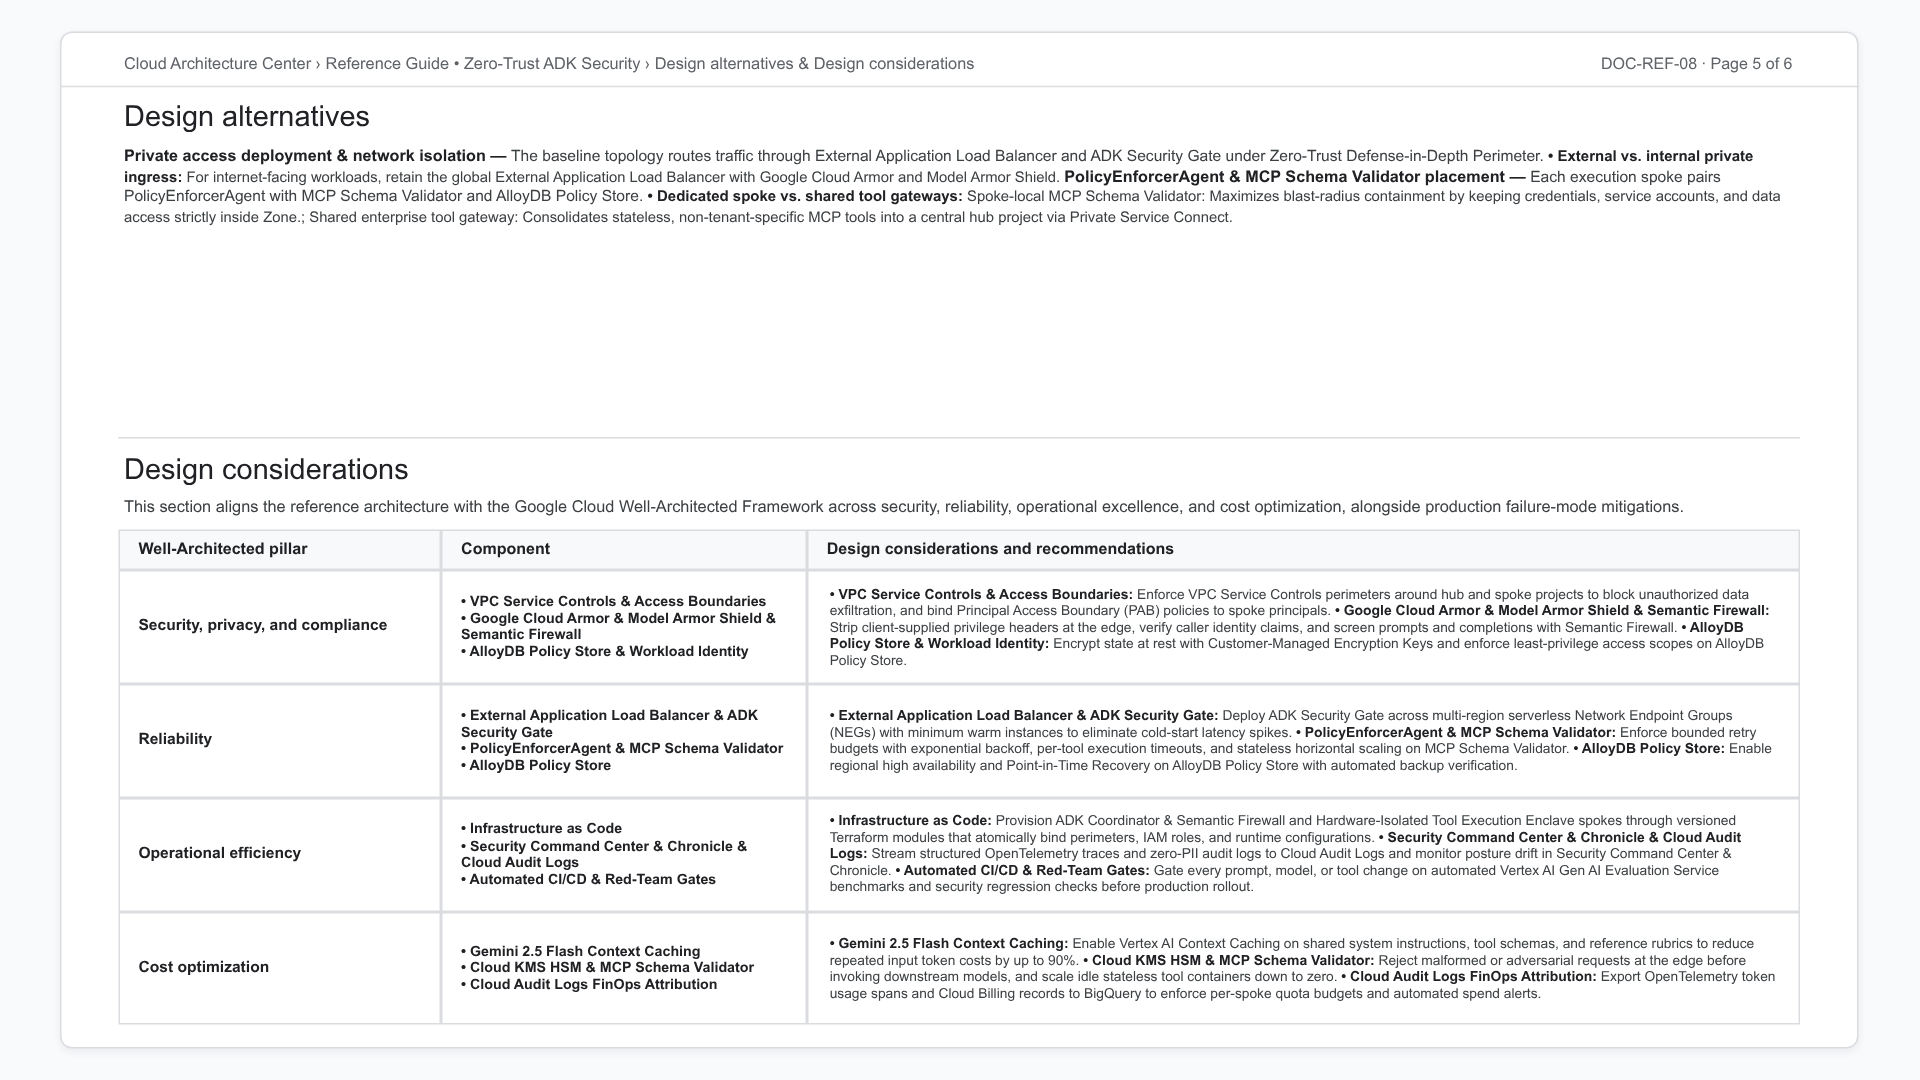 Cloud Architecture Center › Reference Guide • Zero-Trust ADK Security › Design alternatives & Design considerations
DOC-REF-08 · Page 5 of 6
Design alternatives
Private access deployment & network isolation — The baseline topology routes traffic through External Application Load Balancer and ADK Security Gate under Zero-Trust Defense-in-Depth Perimeter. • External vs. internal private
ingress: For internet-facing workloads, retain the global External Application Load Balancer with Google Cloud Armor and Model Armor Shield. PolicyEnforcerAgent & MCP Schema Validator placement — Each execution spoke pairs
PolicyEnforcerAgent with MCP Schema Validator and AlloyDB Policy Store. • Dedicated spoke vs. shared tool gateways: Spoke-local MCP Schema Validator: Maximizes blast-radius containment by keeping credentials, service accounts, and data
access strictly inside Zone.; Shared enterprise tool gateway: Consolidates stateless, non-tenant-specific MCP tools into a central hub project via Private Service Connect.
Design considerations
This section aligns the reference architecture with the Google Cloud Well-Architected Framework across security, reliability, operational excellence, and cost optimization, alongside production failure-mode mitigations.
Well-Architected pillar
Component
Design considerations and recommendations
Security, privacy, and compliance
• VPC Service Controls & Access Boundaries
• Google Cloud Armor & Model Armor Shield &
Semantic Firewall
• AlloyDB Policy Store & Workload Identity
• VPC Service Controls & Access Boundaries: Enforce VPC Service Controls perimeters around hub and spoke projects to block unauthorized data
exfiltration, and bind Principal Access Boundary (PAB) policies to spoke principals. • Google Cloud Armor & Model Armor Shield & Semantic Firewall:
Strip client-supplied privilege headers at the edge, verify caller identity claims, and screen prompts and completions with Semantic Firewall. • AlloyDB
Policy Store & Workload Identity: Encrypt state at rest with Customer-Managed Encryption Keys and enforce least-privilege access scopes on AlloyDB
Policy Store.
Reliability
• External Application Load Balancer & ADK
Security Gate
• PolicyEnforcerAgent & MCP Schema Validator
• AlloyDB Policy Store
• External Application Load Balancer & ADK Security Gate: Deploy ADK Security Gate across multi-region serverless Network Endpoint Groups
(NEGs) with minimum warm instances to eliminate cold-start latency spikes. • PolicyEnforcerAgent & MCP Schema Validator: Enforce bounded retry
budgets with exponential backoff, per-tool execution timeouts, and stateless horizontal scaling on MCP Schema Validator. • AlloyDB Policy Store: Enable
regional high availability and Point-in-Time Recovery on AlloyDB Policy Store with automated backup verification.
Operational efficiency
• Infrastructure as Code
• Security Command Center & Chronicle &
Cloud Audit Logs
• Automated CI/CD & Red-Team Gates
• Infrastructure as Code: Provision ADK Coordinator & Semantic Firewall and Hardware-Isolated Tool Execution Enclave spokes through versioned
Terraform modules that atomically bind perimeters, IAM roles, and runtime configurations. • Security Command Center & Chronicle & Cloud Audit
Logs: Stream structured OpenTelemetry traces and zero-PII audit logs to Cloud Audit Logs and monitor posture drift in Security Command Center &
Chronicle. • Automated CI/CD & Red-Team Gates: Gate every prompt, model, or tool change on automated Vertex AI Gen AI Evaluation Service
benchmarks and security regression checks before production rollout.
Cost optimization
• Gemini 2.5 Flash Context Caching
• Cloud KMS HSM & MCP Schema Validator
• Cloud Audit Logs FinOps Attribution
• Gemini 2.5 Flash Context Caching: Enable Vertex AI Context Caching on shared system instructions, tool schemas, and reference rubrics to reduce
repeated input token costs by up to 90%. • Cloud KMS HSM & MCP Schema Validator: Reject malformed or adversarial requests at the edge before
invoking downstream models, and scale idle stateless tool containers down to zero. • Cloud Audit Logs FinOps Attribution: Export OpenTelemetry token
usage spans and Cloud Billing records to BigQuery to enforce per-spoke quota budgets and automated spend alerts.